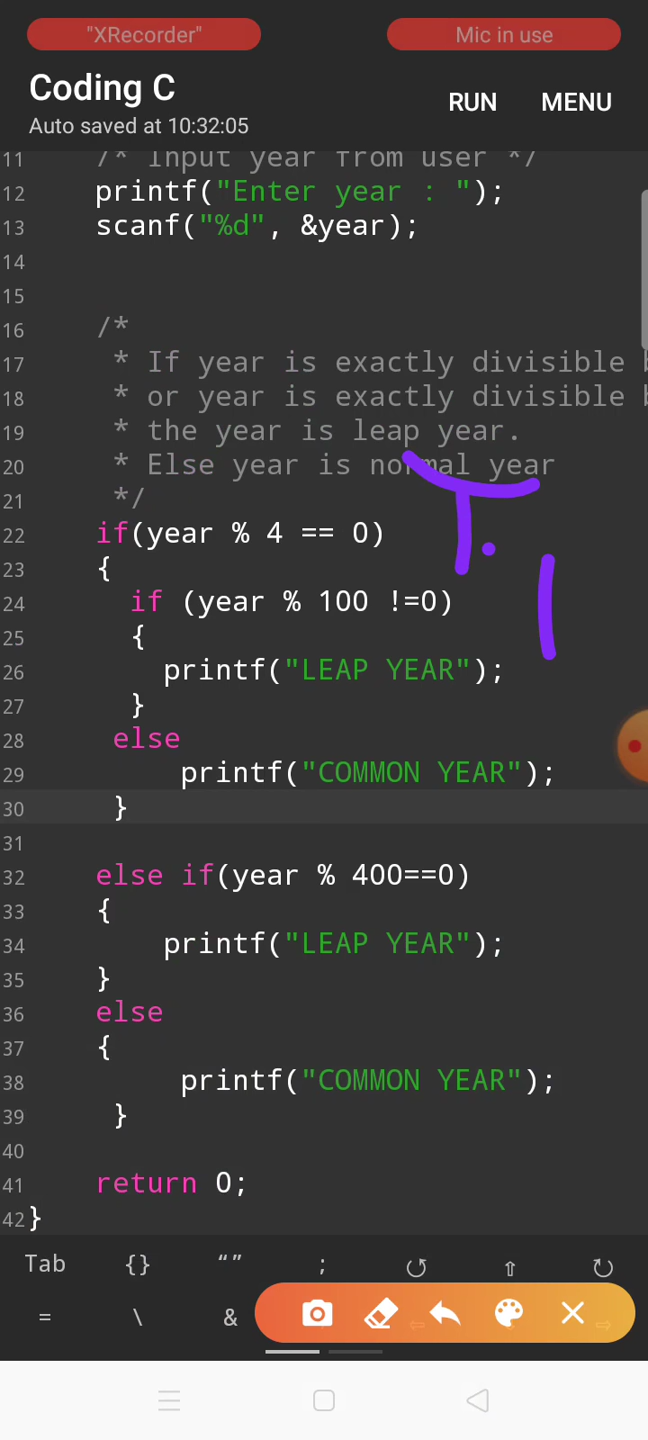 "XRecorder" Mic in use
Coding C
RUN MENU
Auto saved at 10:32:05
11 /* Input year from user */
12 printf("Enter year : ");
13 scanf("%d", &year);
14
15
16 /*
17 * If year is exactly divisible
18 * or year is exactly divisible
19 * the year is leap year.
20 * Else year is normal year
21 */
22 if(year % 4 == 0)
23 {
24 if (year % 100 !=0)
25 {
26 printf("LEAP YEAR");
27 }
28 else
29 printf("COMMON YEAR");
30 }
31
32 else if(year % 400==0)
33 {
34 printf("LEAP YEAR");
35 }
36 else
37 {
38 printf("COMMON YEAR");
39 }
40
41 return 0;
42 }
Tab {} “” ;
= \ &